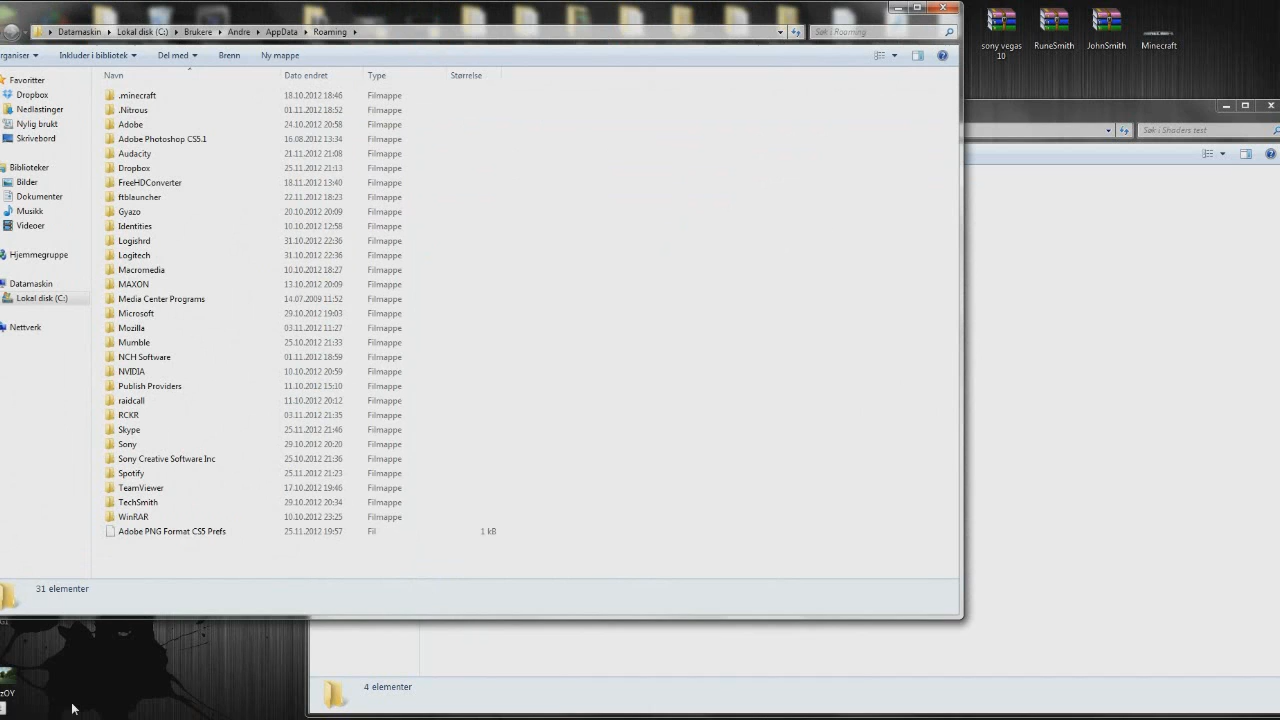 Datamaskin Lokal disk (C:) Brukere Andre AppData Roaming Søk i Roaming
rganiser Inkluder i bibliotek Del med Brenn Ny mappe
Navn Dato endret Type Størrelse
Favoritter
Dropbox
Nedlastinger
Nylig brukt
Skrivebord
Biblioteker
Bilder
Dokumenter
Musikk
Videoer
Hjemmegruppe
Datamaskin
Lokal disk (C:)
Nettverk
.minecraft 18.10.2012 18:46 Filmappe
.Nitrous 01.11.2012 18:52 Filmappe
Adobe 24.10.2012 20:58 Filmappe
Adobe Photoshop CS5.1 16.08.2012 13:34 Filmappe
Audacity 21.11.2012 21:08 Filmappe
Dropbox 25.11.2012 21:13 Filmappe
FreeHDConverter 18.11.2012 13:40 Filmappe
ftblauncher 22.11.2012 18:23 Filmappe
Gyazo 20.10.2012 20:09 Filmappe
Identities 10.10.2012 12:58 Filmappe
Logishrd 31.10.2012 22:36 Filmappe
Logitech 31.10.2012 22:36 Filmappe
Macromedia 10.10.2012 18:27 Filmappe
MAXON 13.10.2012 20:09 Filmappe
Media Center Programs 14.07.2009 11:52 Filmappe
Microsoft 29.10.2012 19:03 Filmappe
Mozilla 03.11.2012 11:27 Filmappe
Mumble 25.10.2012 21:33 Filmappe
NCH Software 01.11.2012 18:59 Filmappe
NVIDIA 10.10.2012 20:59 Filmappe
Publish Providers 11.10.2012 15:10 Filmappe
raidcall 11.10.2012 20:12 Filmappe
RCKR 03.11.2012 21:35 Filmappe
Skype 25.11.2012 21:46 Filmappe
Sony 29.10.2012 20:20 Filmappe
Sony Creative Software Inc 25.10.2012 21:36 Filmappe
Spotify 25.11.2012 21:23 Filmappe
TeamViewer 17.10.2012 19:46 Filmappe
TechSmith 29.10.2012 20:34 Filmappe
WinRAR 10.10.2012 23:25 Filmappe
Adobe PNG Format CS5 Prefs 25.11.2012 19:57 Fil 1 kB
31 elementer
sony vegas
10
RuneSmith
JohnSmith
Minecraft
Søk i Shaders test
4 elementer
zOY